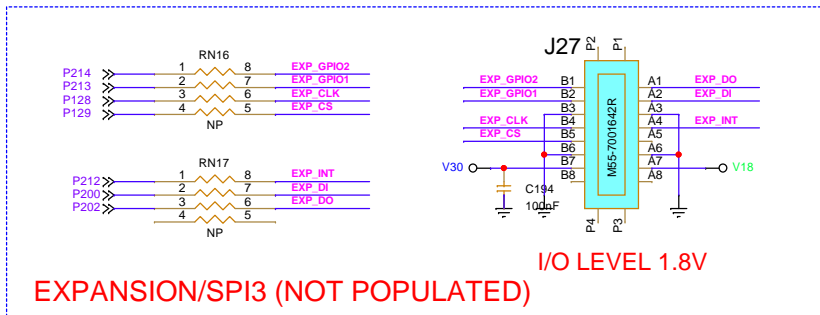 RN16
P214 1 8 EXP_GPIO2
P213 2 7 EXP_GPIO1
P128 3 6 EXP_CLK
P129 4 5 EXP_CS
NP
RN17
P212 1 8 EXP_INT
P200 2 7 EXP_DI
P202 3 6 EXP_DO
4 5
NP
J27
P2 P1
EXP_GPIO2 B1 A1 EXP_DO
EXP_GPIO1 B2 A2 EXP_DI
B3 A3
EXP_CLK B4 A4 EXP_INT
EXP_CS B5 A5
B6 A6
V30 B7 A7 V18
B8 A8
M55-7001642R
C194
100nF
P4 P3
I/O LEVEL 1.8V
EXPANSION/SPI3 (NOT POPULATED)